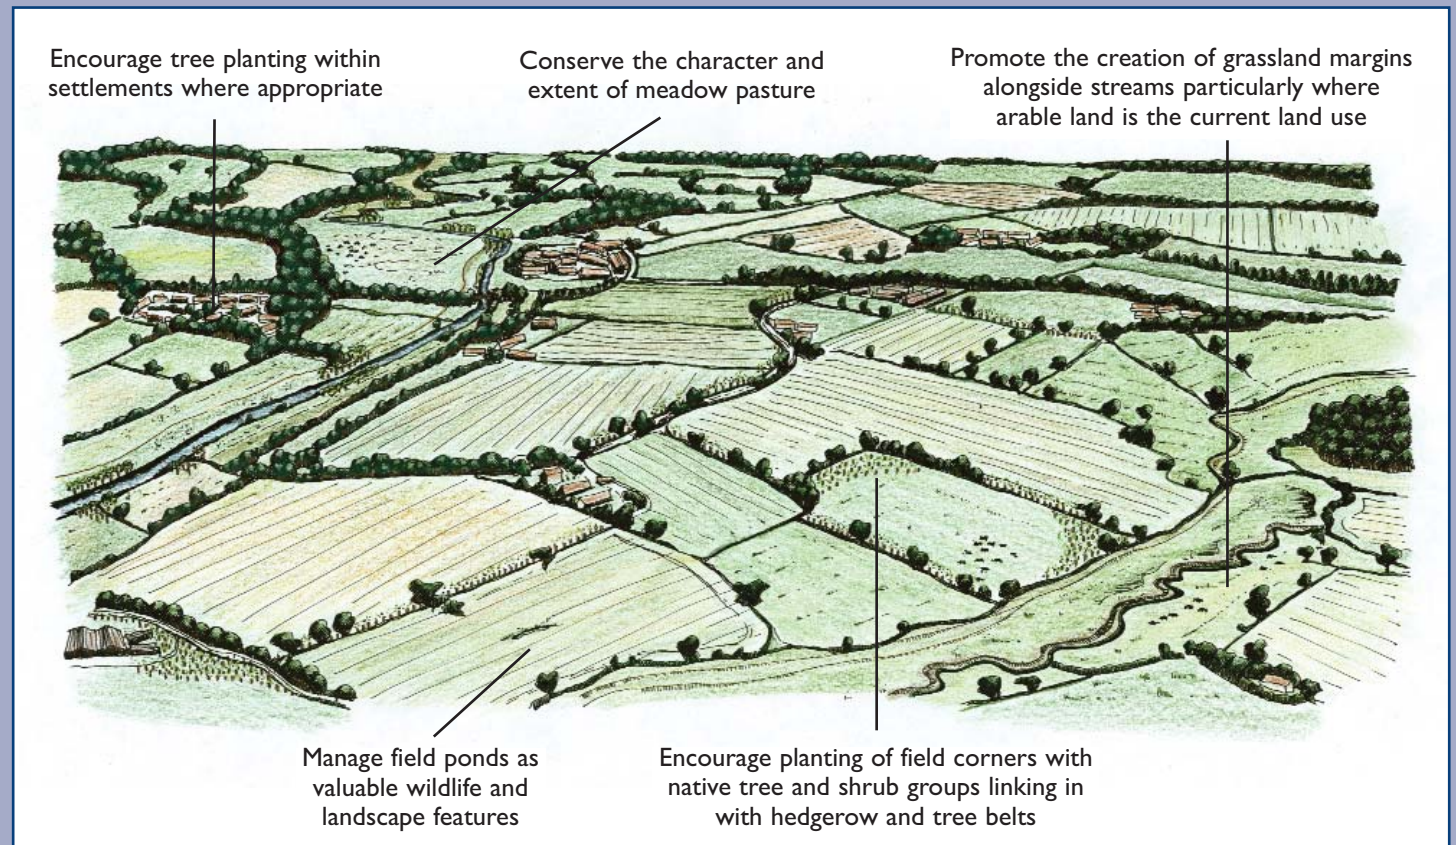 Encourage tree planting within
settlements where appropriate
Conserve the character and
extent of meadow pasture
Promote the creation of grassland margins
alongside streams particularly where
arable land is the current land use
Manage field ponds as
valuable wildlife and
landscape features
Encourage planting of field corners with
native tree and shrub groups linking in
with hedgerow and tree belts